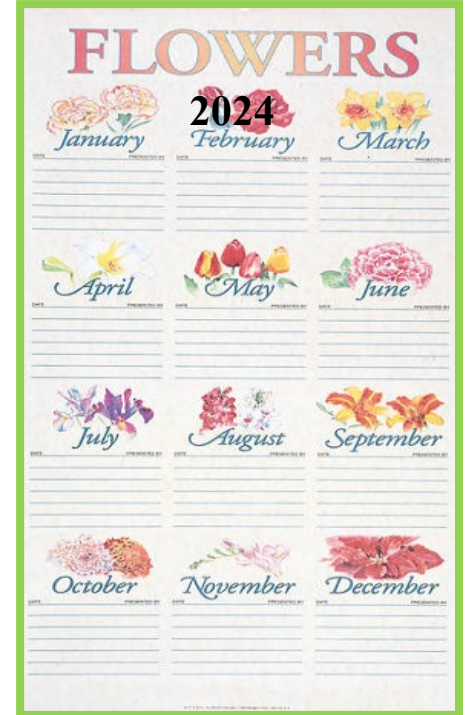 FLOWERS
2024
January February March
DATE PRESENTED BY DATE PRESENTED BY DATE PRESENTED BY
April May June
DATE PRESENTED BY DATE PRESENTED BY DATE PRESENTED BY
July August September
DATE PRESENTED BY DATE PRESENTED BY DATE PRESENTED BY
October November December
DATE PRESENTED BY DATE PRESENTED BY DATE PRESENTED BY